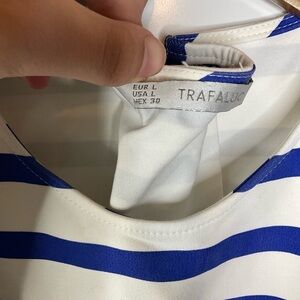 EUR L
USA L
MEX 30
TRAFALUC